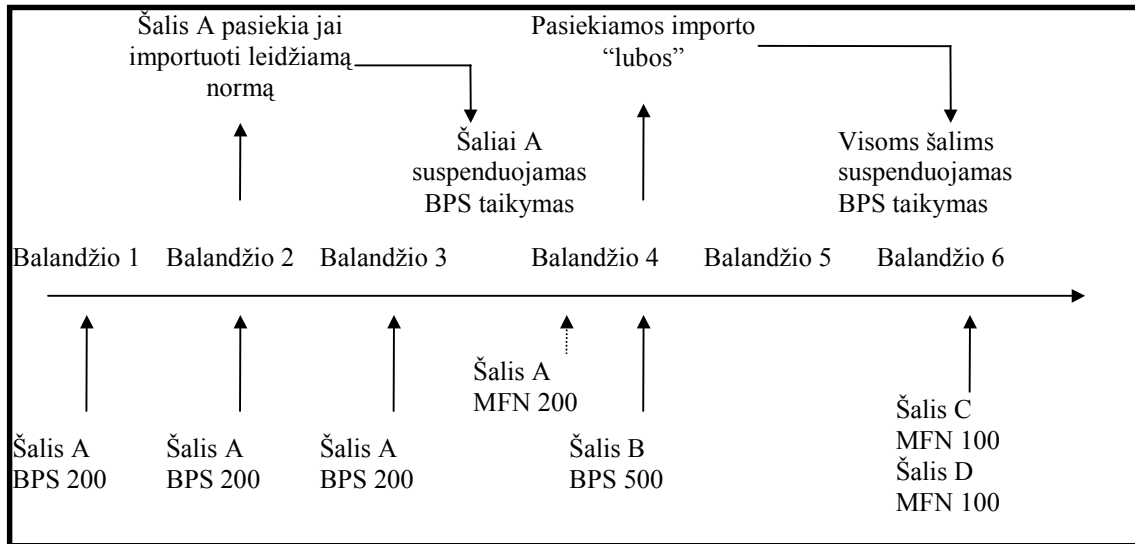 Šalis A pasiekia jai
importuoti leidžiamą
normą
Pasiekiamos importo
“lubos”
Šaliai A
suspenduojamas
BPS taikymas
Visoms šalims
suspenduojamas
BPS taikymas
Balandžio 1
Balandžio 2
Balandžio 3
Balandžio 4
Balandžio 5
Balandžio 6
Šalis A
BPS 200
Šalis A
BPS 200
Šalis A
BPS 200
Šalis A
MFN 200
Šalis B
BPS 500
Šalis C
MFN 100
Šalis D
MFN 100